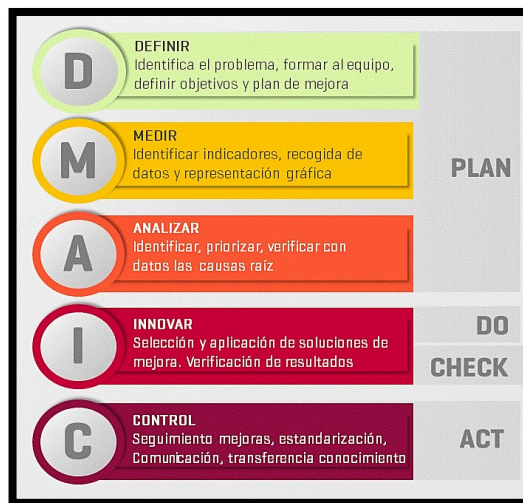 D
DEFINIR
Identifica el problema, formar al equipo,
definir objetivos y plan de mejora
M
MEDIR
Identificar indicadores, recogida de
datos y representación gráfica
PLAN
A
ANALIZAR
Identificar, priorizar, verificar con
datos las causas raíz
I
INNOVAR
Selección y aplicación de soluciones de
mejora. Verificación de resultados
DO
CHECK
C
CONTROL
Seguimiento mejoras, estandarización,
Comunicación, transferencia conocimiento
ACT